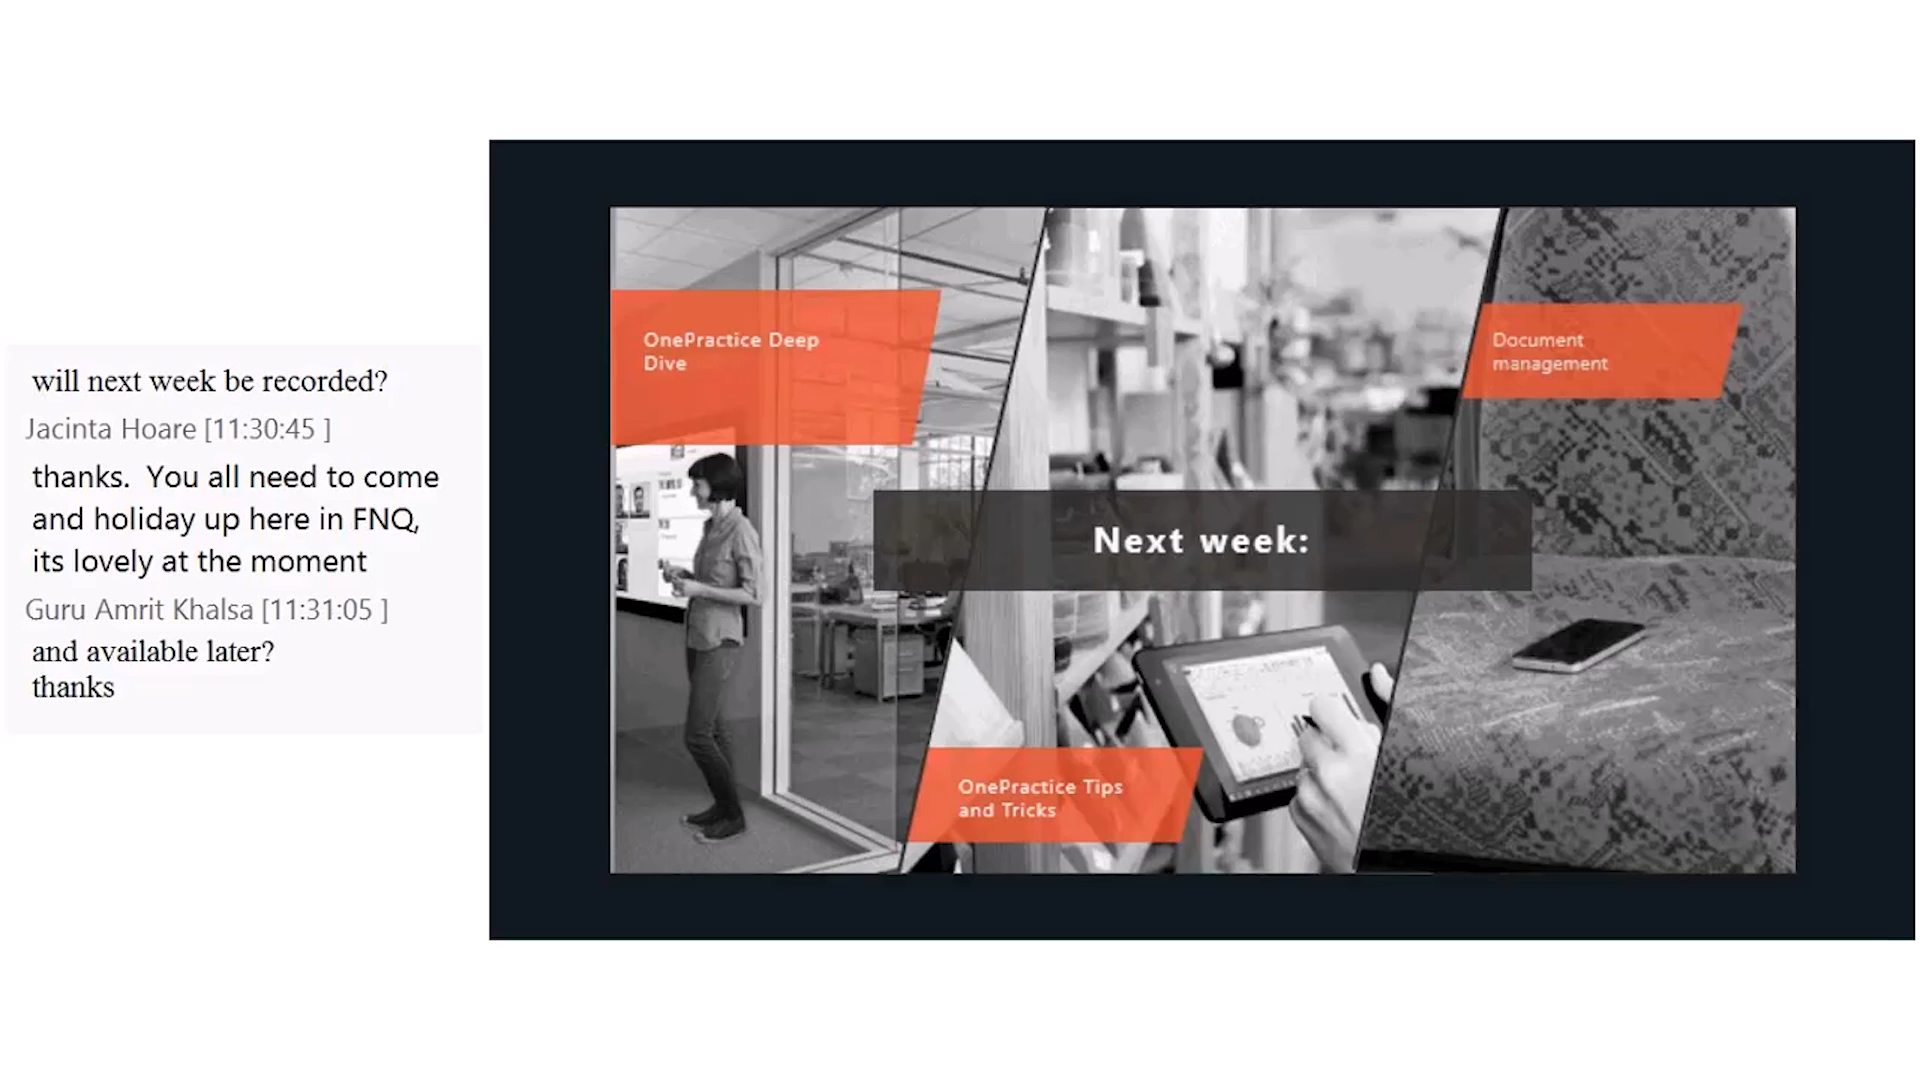 will next week be recorded?
Jacinta Hoare [11:30:45 ]
thanks.  You all need to come
and holiday up here in FNQ,
its lovely at the moment
Guru Amrit Khalsa [11:31:05 ]
and available later?
thanks
OnePractice Deep
Dive
Document
management
Next week:
OnePractice Tips
and Tricks